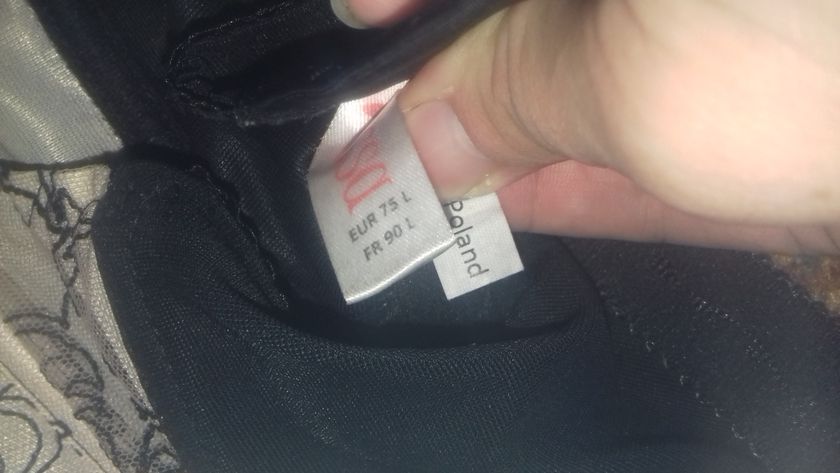 EUR 75 L
FR 90 L
Poland